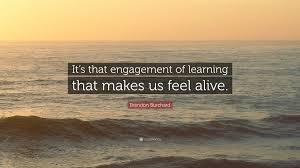 It's that engagement of learning
that makes us feel alive.
Brendon Burchard